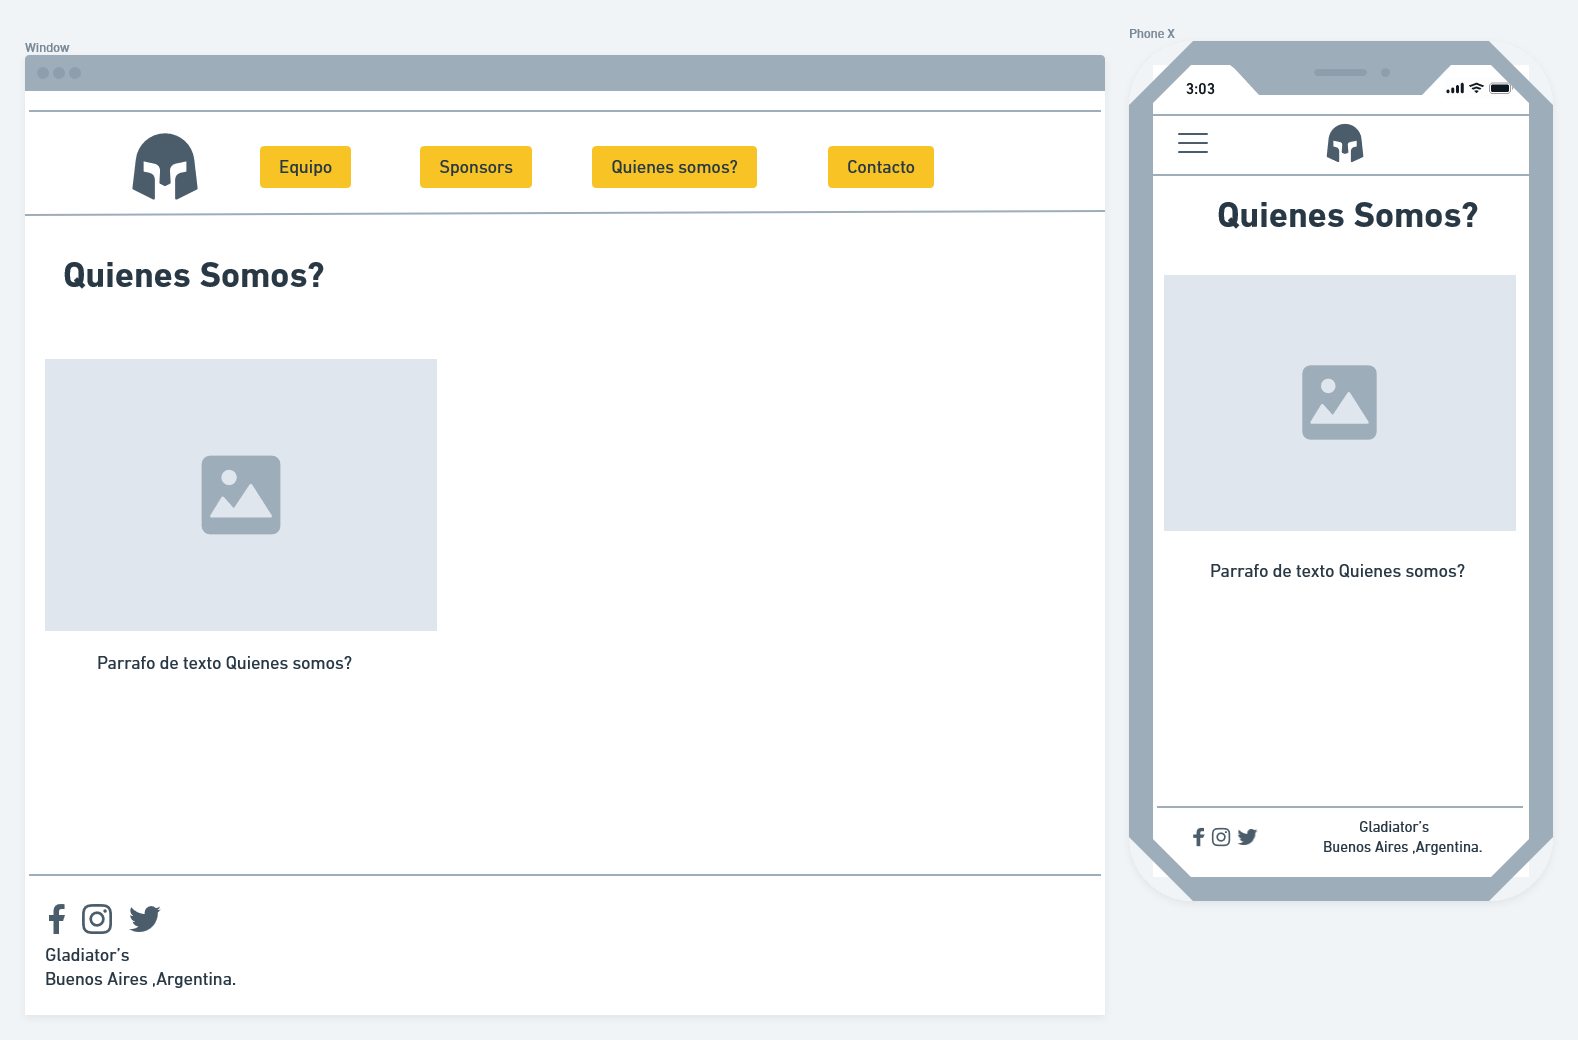 Window
Equipo
Sponsors
Quienes somos?
Contacto
Quienes Somos?
Parrafo de texto Quienes somos?
Gladiator’s
Buenos Aires ,Argentina.
Phone X
3:03
Quienes Somos?
Parrafo de texto Quienes somos?
Gladiator’s
Buenos Aires ,Argentina.